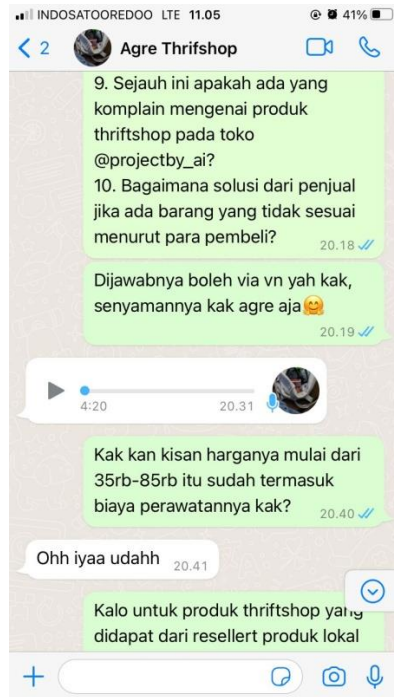 INDOSATOOREDOO LTE 11.05 41%
2 Agre Thrifshop
9. Sejauh ini apakah ada yang
komplain mengenai produk
thriftshop pada toko
@projectby_ai?
10. Bagaimana solusi dari penjual
jika ada barang yang tidak sesuai
menurut para pembeli?
20.18
Dijawabnya boleh via vn yah kak,
senyamannya kak agre aja🤗
20.19
4:20 20.31
Kak kan kisan harganya mulai dari
35rb-85rb itu sudah termasuk
biaya perawatannya kak?
20.40
Ohh iyaa udahh 20.41
Kalo untuk produk thriftshop yang
didapat dari resellert produk lokal